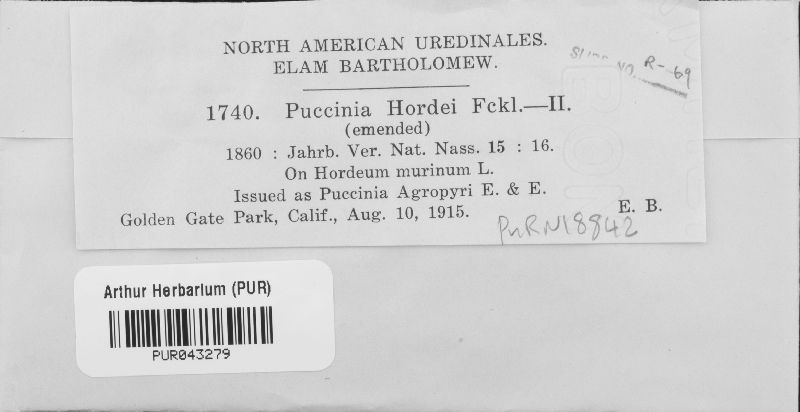 NORTH AMERICAN UREDINALES.
ELAM BARTHOLOMEW.
No. R-69
1740. Puccinia Hordei Fckl.—II.
(emended)
1860 : Jahrb. Ver. Nat. Nass. 15 : 16.
On Hordeum murinum L.
Issued as Puccinia Agropyri E. & E.
Golden Gate Park, Calif., Aug. 10, 1915.
E. B.
PURN18842
Arthur Herbarium (PUR)
PUR043279